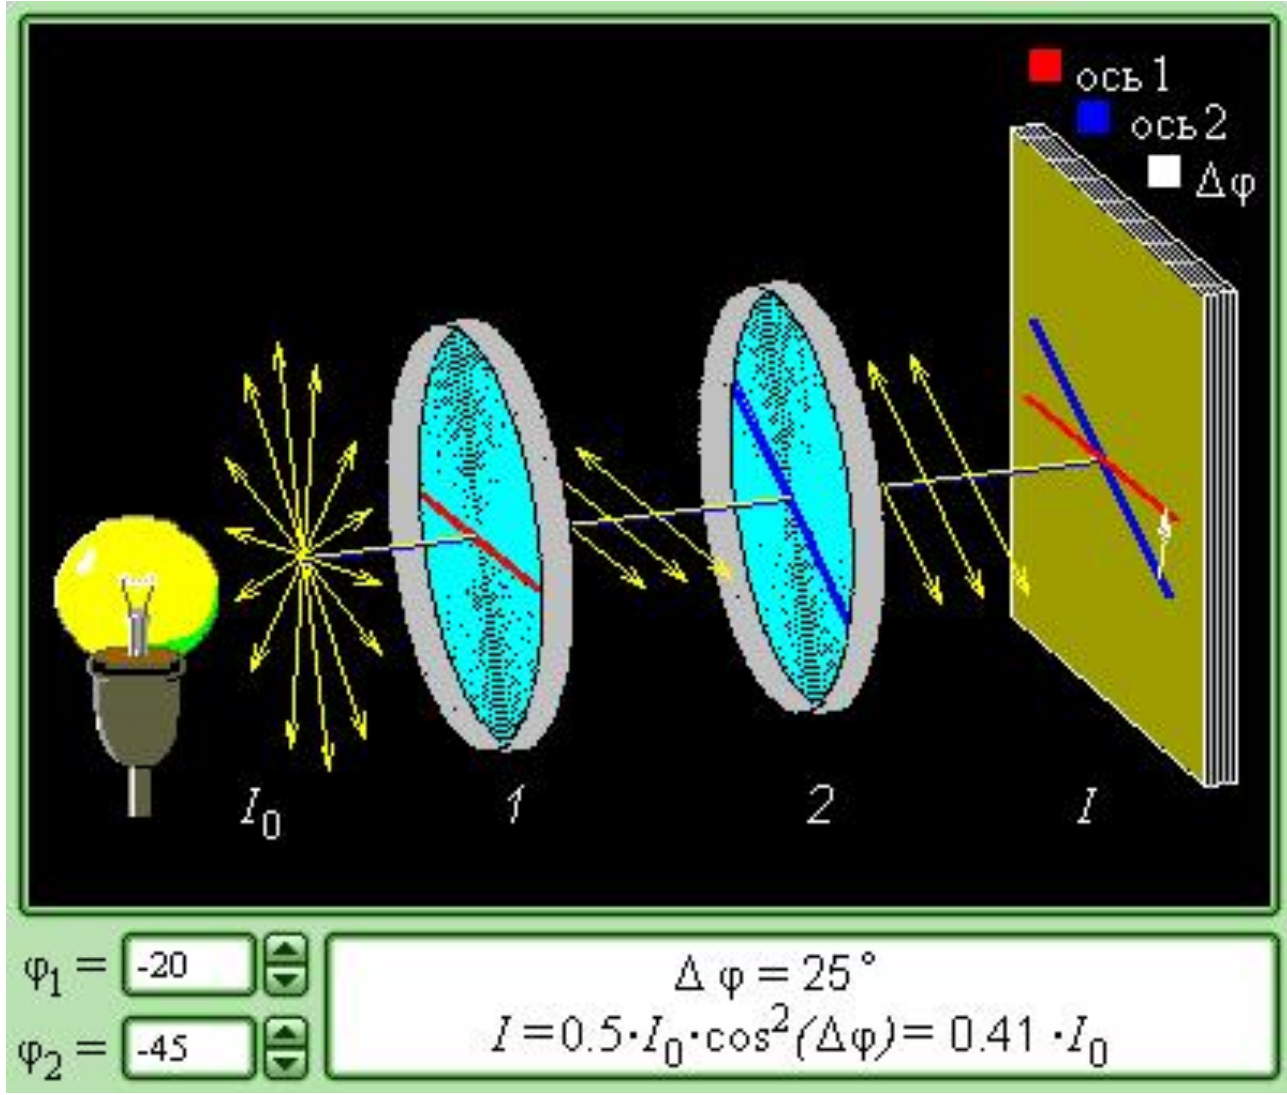 ось 1
ось 2
Δφ
I₀ 1 2 I
φ₁ = -20
φ₂ = -45
Δ φ = 25°
I = 0.5·I₀·cos²(Δφ) = 0.41 ·I₀